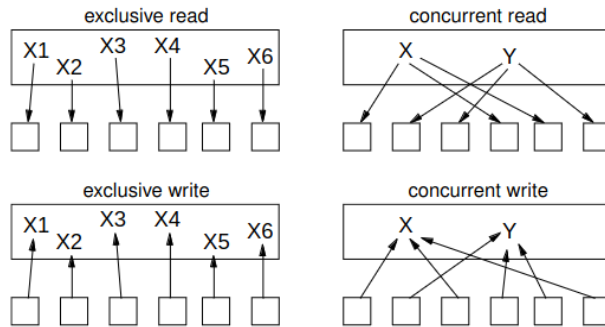 exclusive read
X1 X2 X3 X4 X5 X6
concurrent read
X Y
exclusive write
X1 X2 X3 X4 X5 X6
concurrent write
X Y